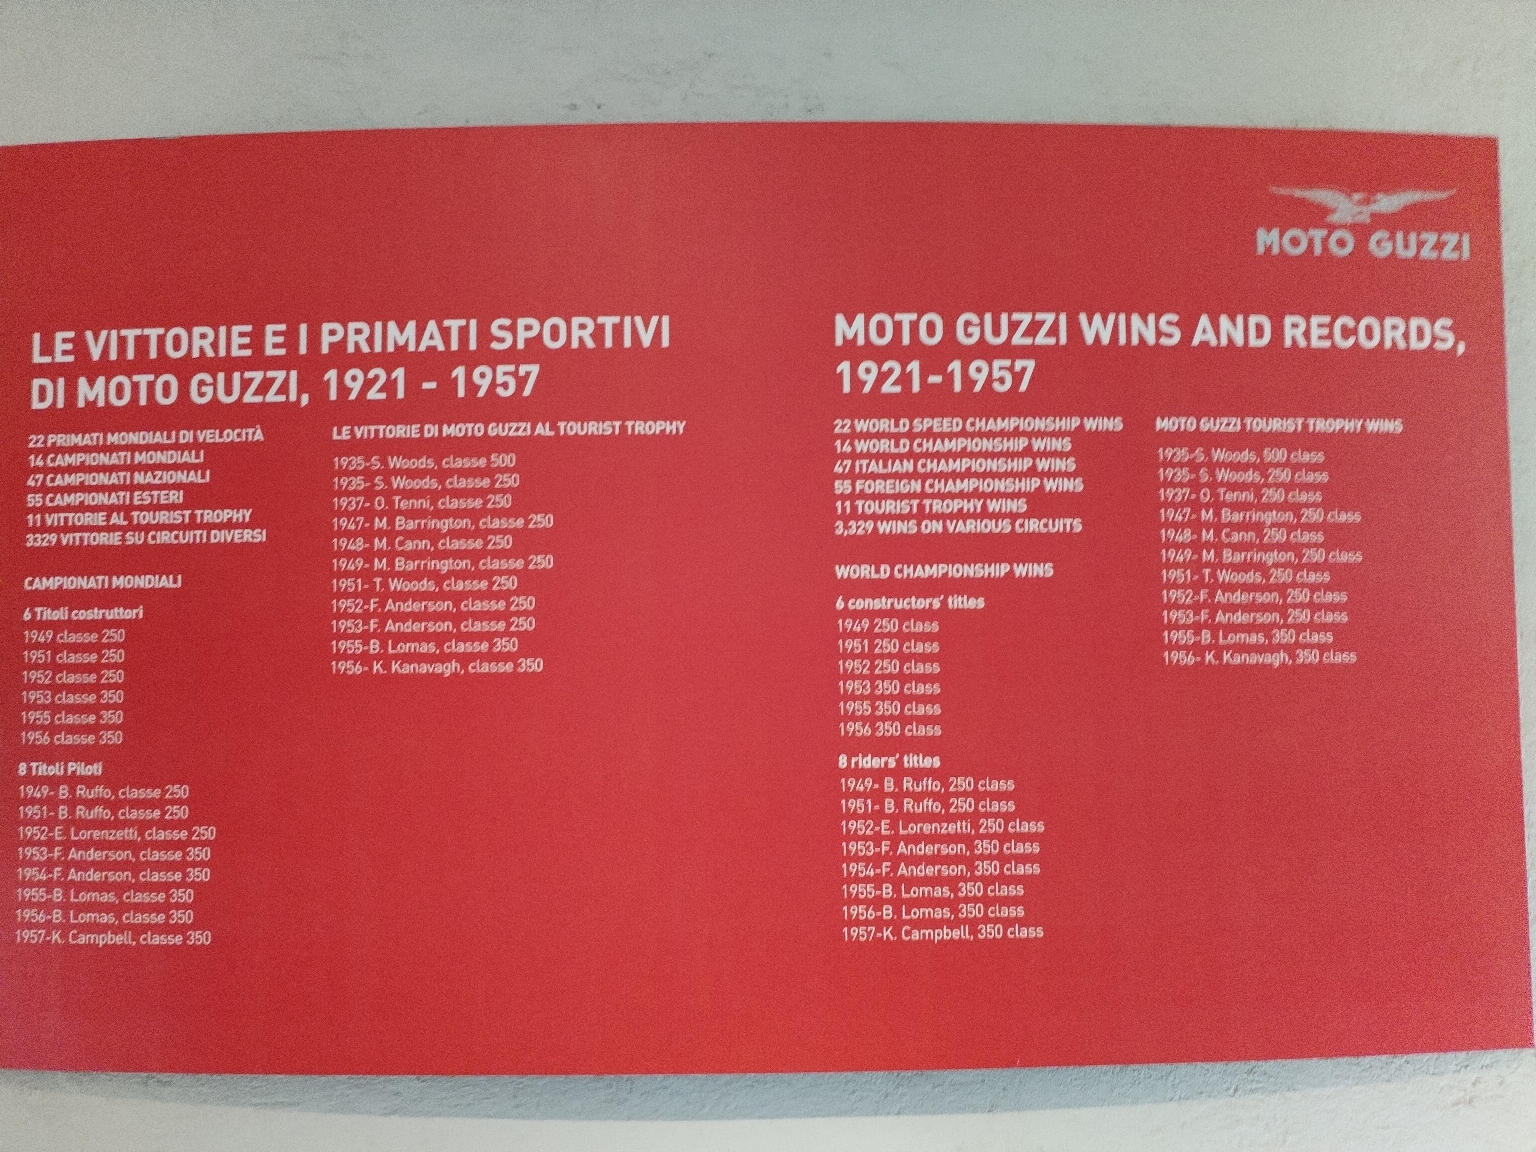 MOTO GUZZI
LE VITTORIE E I PRIMATI SPORTIVI
DI MOTO GUZZI, 1921 - 1957
22 PRIMATI MONDIALI DI VELOCITÀ
14 CAMPIONATI MONDIALI
47 CAMPIONATI NAZIONALI
55 CAMPIONATI ESTERI
11 VITTORIE AL TOURIST TROPHY
3329 VITTORIE SU CIRCUITI DIVERSI
CAMPIONATI MONDIALI
6 Titoli costruttori
1949 classe 250
1951 classe 250
1952 classe 250
1953 classe 350
1955 classe 350
1956 classe 350
8 Titoli Piloti
1949- B. Ruffo, classe 250
1951- B. Ruffo, classe 250
1952-E. Lorenzetti, classe 250
1953-F. Anderson, classe 350
1954-F. Anderson, classe 350
1955-B. Lomas, classe 350
1956-B. Lomas, classe 350
1957-K. Campbell, classe 350
LE VITTORIE DI MOTO GUZZI AL TOURIST TROPHY
1935-S. Woods, classe 500
1935- S. Woods, classe 250
1937- O. Tenni, classe 250
1947- M. Barrington, classe 250
1948- M. Cann, classe 250
1949- M. Barrington, classe 250
1951- T. Woods, classe 250
1952-F. Anderson, classe 250
1953-F. Anderson, classe 250
1955-B. Lomas, classe 350
1956- K. Kanavagh, classe 350
MOTO GUZZI WINS AND RECORDS,
1921-1957
22 WORLD SPEED CHAMPIONSHIP WINS
14 WORLD CHAMPIONSHIP WINS
47 ITALIAN CHAMPIONSHIP WINS
55 FOREIGN CHAMPIONSHIP WINS
11 TOURIST TROPHY WINS
3,329 WINS ON VARIOUS CIRCUITS
WORLD CHAMPIONSHIP WINS
6 constructors' titles
1949 250 class
1951 250 class
1952 250 class
1953 350 class
1955 350 class
1956 350 class
8 riders' titles
1949- B. Ruffo, 250 class
1951- B. Ruffo, 250 class
1952-E. Lorenzetti, 250 class
1953-F. Anderson, 350 class
1954-F. Anderson, 350 class
1955-B. Lomas, 350 class
1956-B. Lomas, 350 class
1957-K. Campbell, 350 class
MOTO GUZZI TOURIST TROPHY WINS
1935-S. Woods, 500 class
1935- S. Woods, 250 class
1937- O. Tenni, 250 class
1947- M. Barrington, 250 class
1948- M. Cann, 250 class
1949- M. Barrington, 250 class
1951- T. Woods, 250 class
1952-F. Anderson, 250 class
1953-F. Anderson, 250 class
1955-B. Lomas, 350 class
1956- K. Kanavagh, 350 class